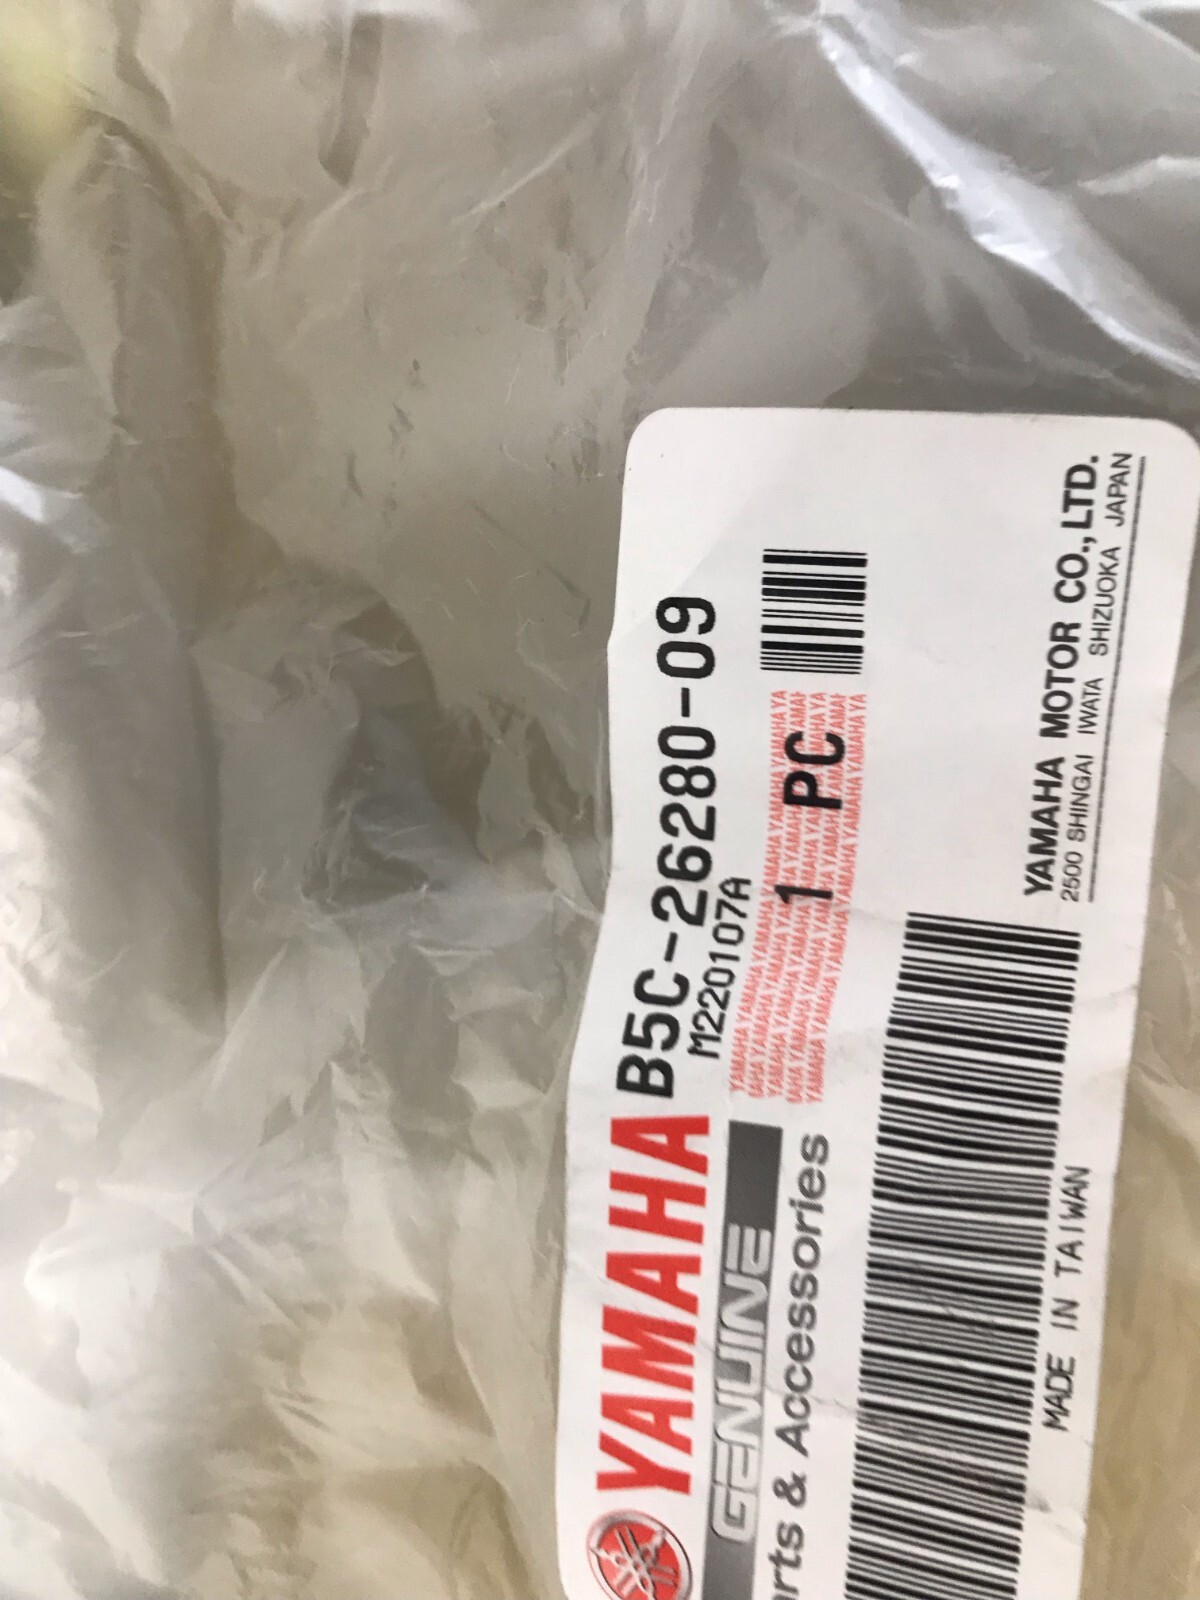 YAMAHA B5C-26280-09
M220107A
GENUINE
Parts & Accessories
1 PC
MADE IN TAIWAN
YAMAHA MOTOR CO.,LTD.
2500 SHINGAI IWATA SHIZUOKA JAPAN